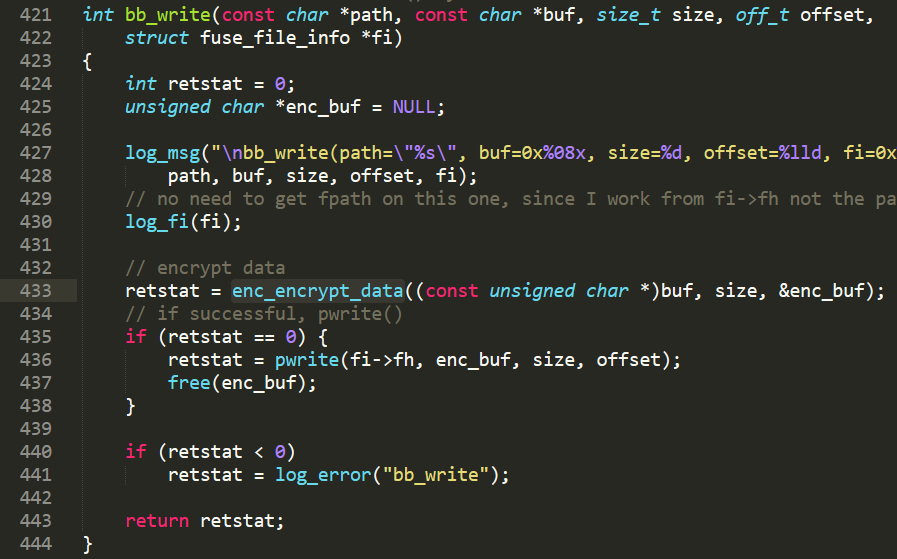 421 int bb_write(const char *path, const char *buf, size_t size, off_t offset,
422 struct fuse_file_info *fi)
423 {
424 int retstat = 0;
425 unsigned char *enc_buf = NULL;
426
427 log_msg("\nbb_write(path=\"%s\", buf=0x%08x, size=%d, offset=%lld, fi=0x
428 path, buf, size, offset, fi);
429 // no need to get fpath on this one, since I work from fi->fh not the pa
430 log_fi(fi);
431
432 // encrypt data
433 retstat = enc_encrypt_data((const unsigned char *)buf, size, &enc_buf);
434 // if successful, pwrite()
435 if (retstat == 0) {
436 retstat = pwrite(fi->fh, enc_buf, size, offset);
437 free(enc_buf);
438 }
439
440 if (retstat < 0)
441 retstat = log_error("bb_write");
442
443 return retstat;
444 }